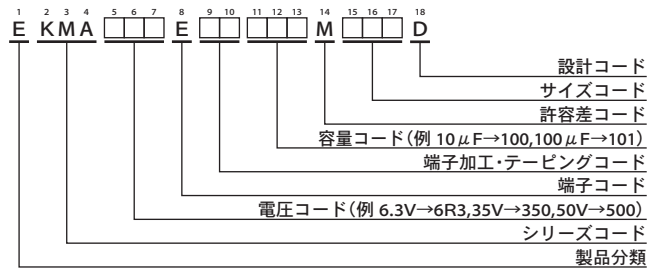 1 2 3 4 5 6 7 8 9 10 11 12 13 14 15 16 17 18
E KMA E M D
設計コード
サイズコード
許容差コード
容量コード(例 10μF→100,100μF→101)
端子加工・テーピングコード
端子コード
電圧コード(例 6.3V→6R3,35V→350,50V→500)
シリーズコード
製品分類